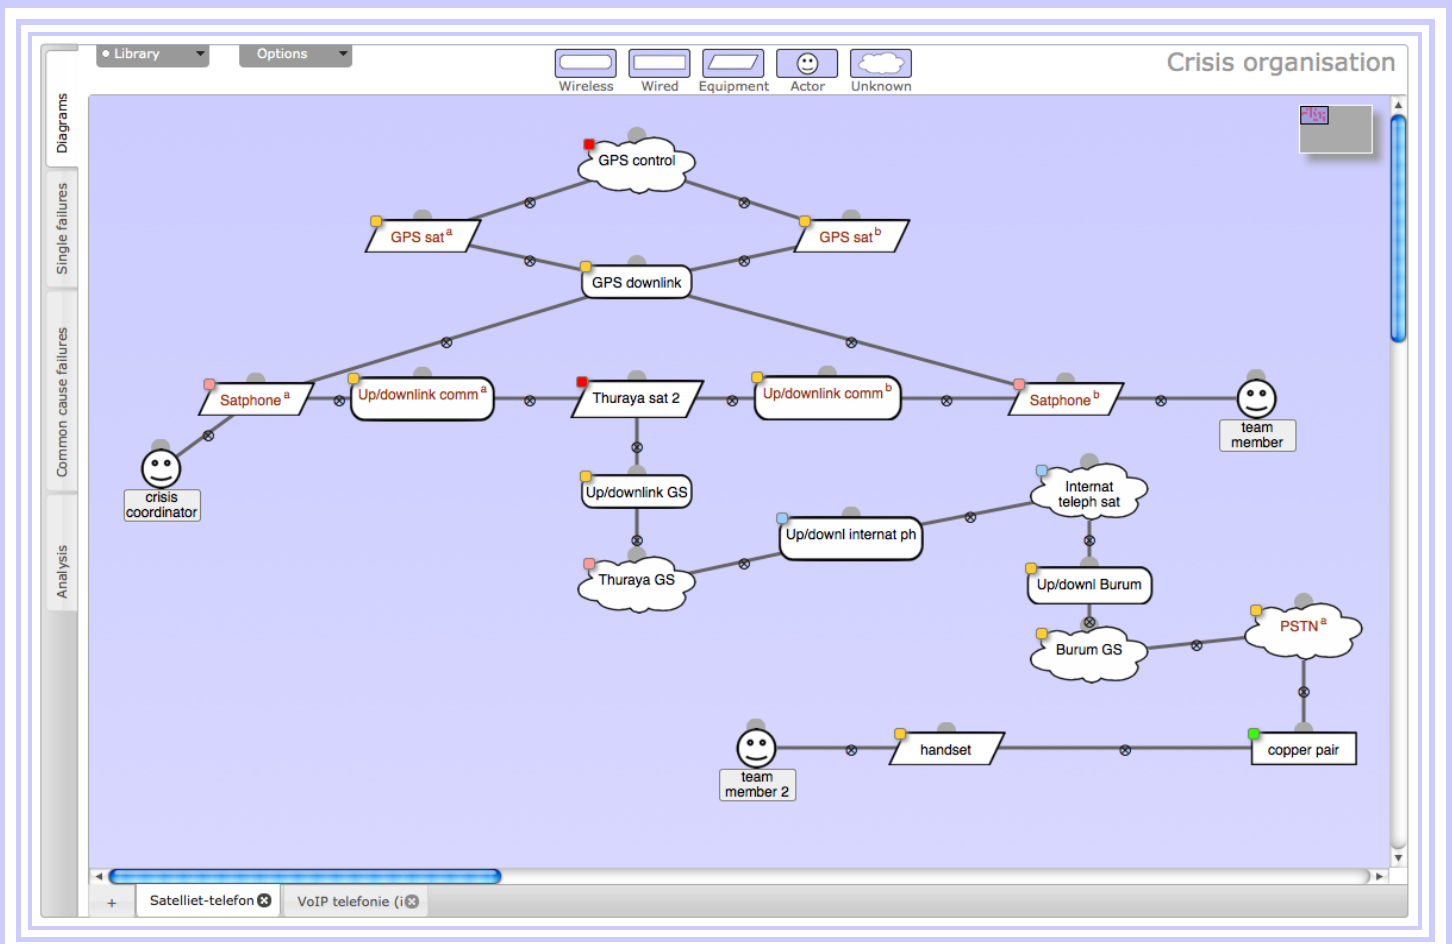 Library
Options
Wireless
Wired
Equipment
Actor
Unknown
Crisis organisation
Diagrams
Single failures
Common cause failures
Analysis
GPS control
GPS sat a
GPS sat b
GPS downlink
Satphone a
Up/downlink comm a
Thuraya sat 2
Up/downlink comm b
Satphone b
team
member
crisis
coordinator
Up/downlink GS
Internat
teleph sat
Up/downl internat ph
Thuraya GS
Up/downl Burum
PSTN a
Burum GS
handset
copper pair
team
member 2
+
Satelliet-telefon
VoIP telefonie (i